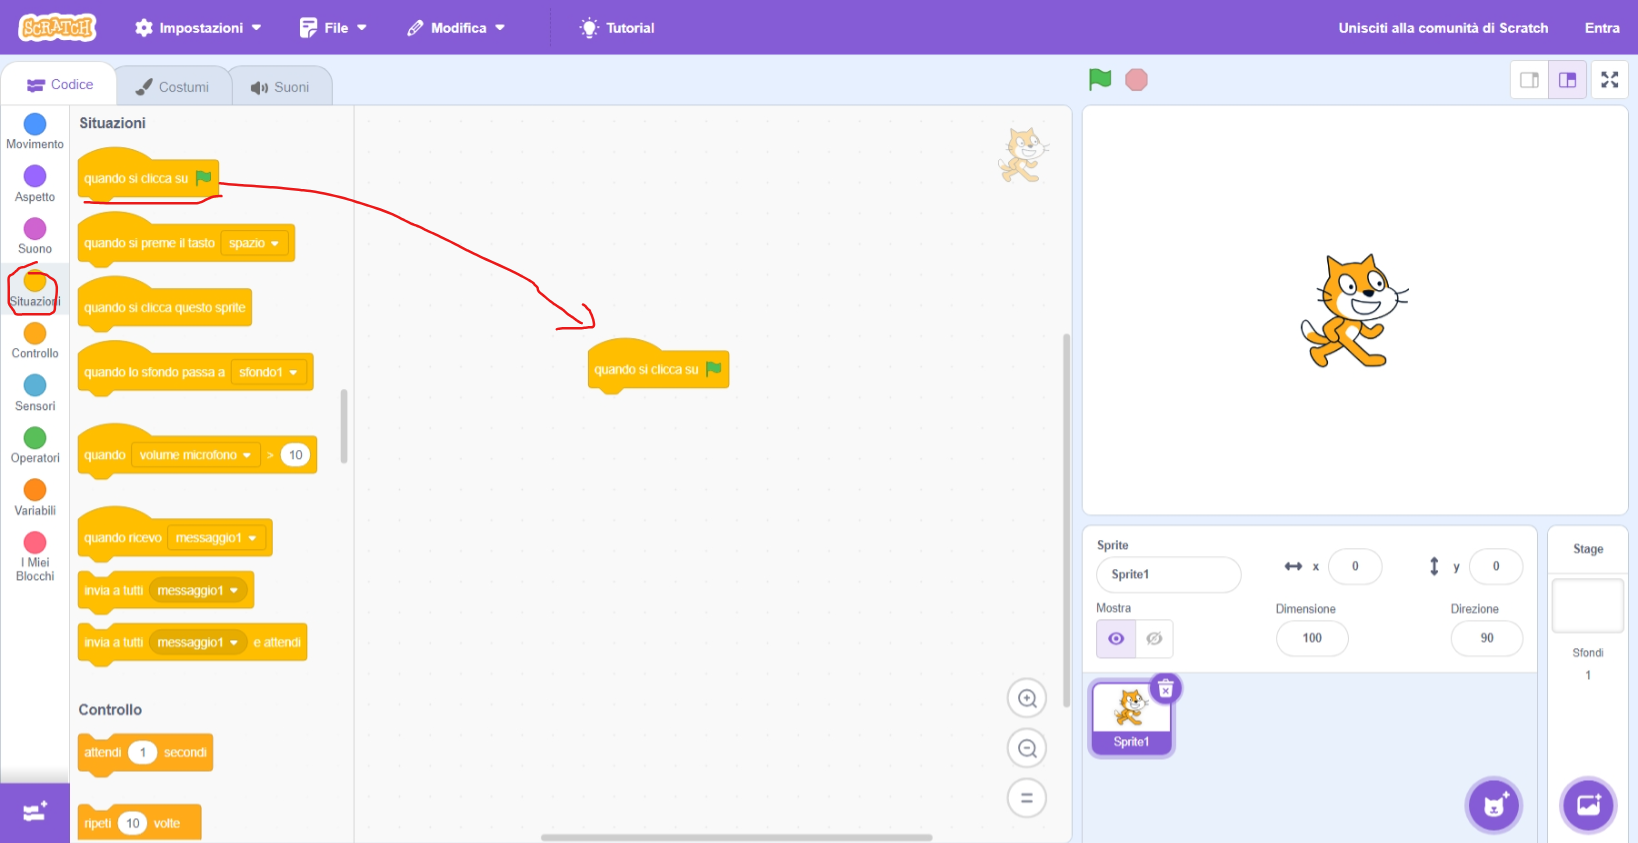 SCRATCH Impostazioni File Modifica Tutorial Unisciti alla comunità di Scratch Entra
Codice Costumi Suoni
Movimento
Aspetto
Suono
Situazioni
Controllo
Sensori
Operatori
Variabili
I Miei
Blocchi
Situazioni
quando si clicca su
quando si preme il tasto spazio
quando si clicca questo sprite
quando lo sfondo passa a sfondo1
quando volume microfono > 10
quando ricevo messaggio1
invia a tutti messaggio1
invia a tutti messaggio1 e attendi
Controllo
attendi 1 secondi
ripeti 10 volte
quando si clicca su
Sprite
Sprite1 x 0 y 0
Mostra Dimensione Direzione
100 90
Sprite1
Stage
Sfondi
1